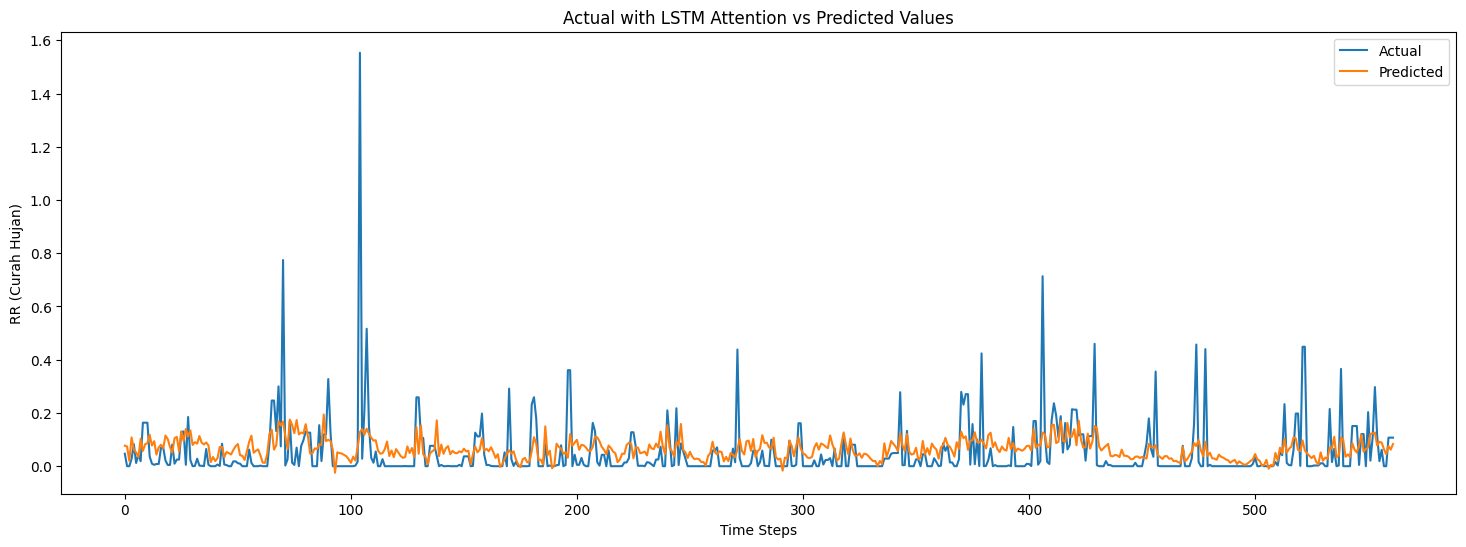 Actual with LSTM Attention vs Predicted Values
Actual
Predicted
RR (Curah Hujan)
1.6
1.4
1.2
1.0
0.8
0.6
0.4
0.2
0.0
0 100 200 300 400 500
Time Steps